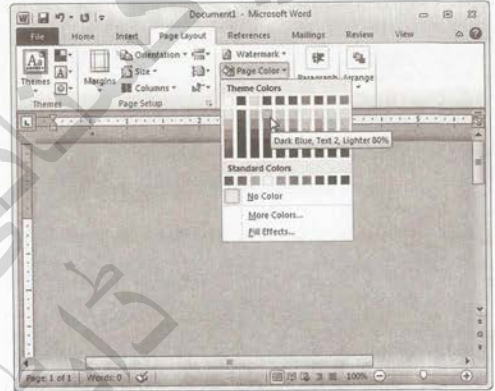 Document1 - Microsoft Word
File Home Insert Page Layout References Mailings Review View
Themes
Margins
Orientation
Size
Columns
Watermark
Page Color
Paragraph Arrange
Themes Page Setup
Theme Colors
Dark Blue, Text 2, Lighter 80%
Standard Colors
No Color
More Colors...
Fill Effects...
Page: 1 of 1 Words: 0 100%